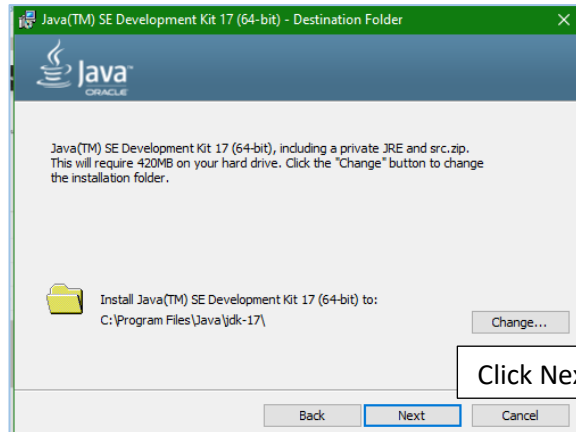 Java(TM) SE Development Kit 17 (64-bit) - Destination Folder
Java
ORACLE
Java(TM) SE Development Kit 17 (64-bit), including a private JRE and src.zip.
This will require 420MB on your hard drive. Click the "Change" button to change
the installation folder.
Install Java(TM) SE Development Kit 17 (64-bit) to:
C:\Program Files\Java\jdk-17\
Change...
Click
Back Next Cancel